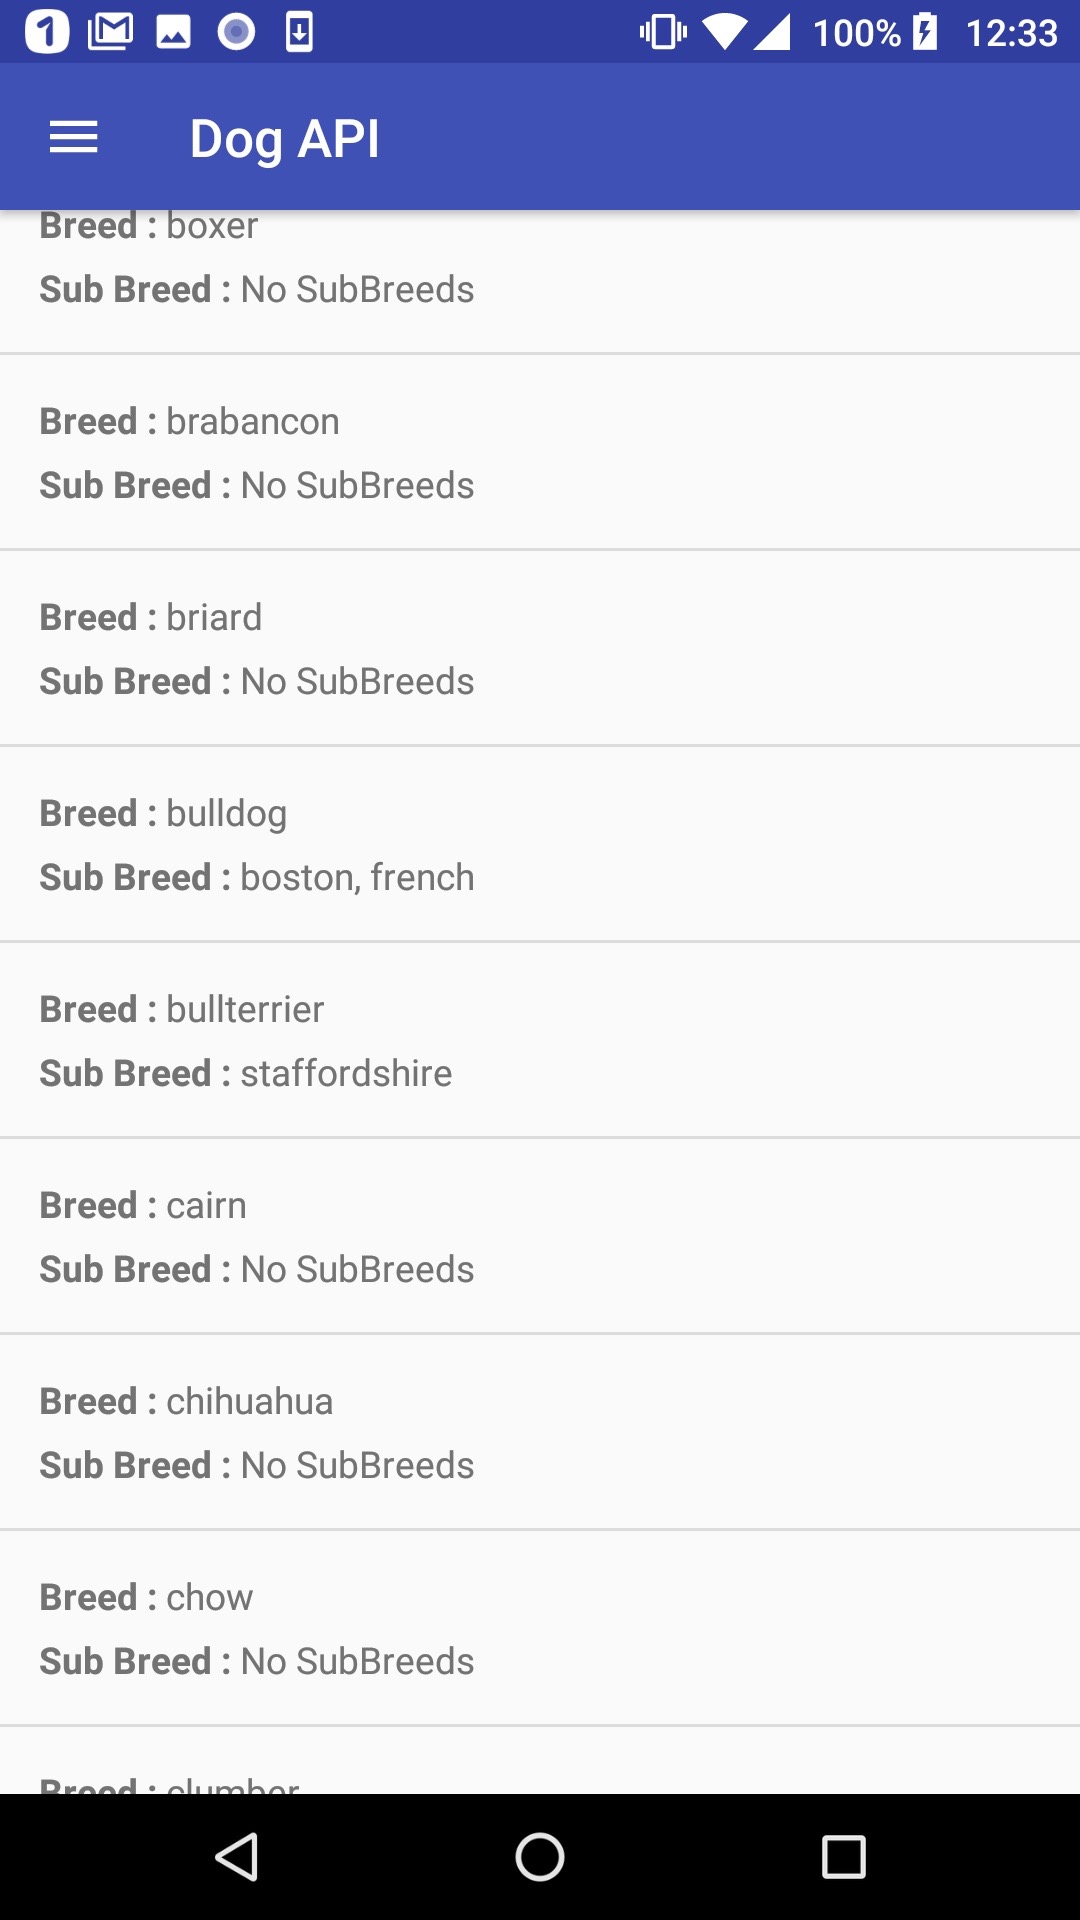 100% 12:33
Dog API
Breed : boxer
Sub Breed : No SubBreeds
Breed : brabancon
Sub Breed : No SubBreeds
Breed : briard
Sub Breed : No SubBreeds
Breed : bulldog
Sub Breed : boston, french
Breed : bullterrier
Sub Breed : staffordshire
Breed : cairn
Sub Breed : No SubBreeds
Breed : chihuahua
Sub Breed : No SubBreeds
Breed : chow
Sub Breed : No SubBreeds
Breed : clumber